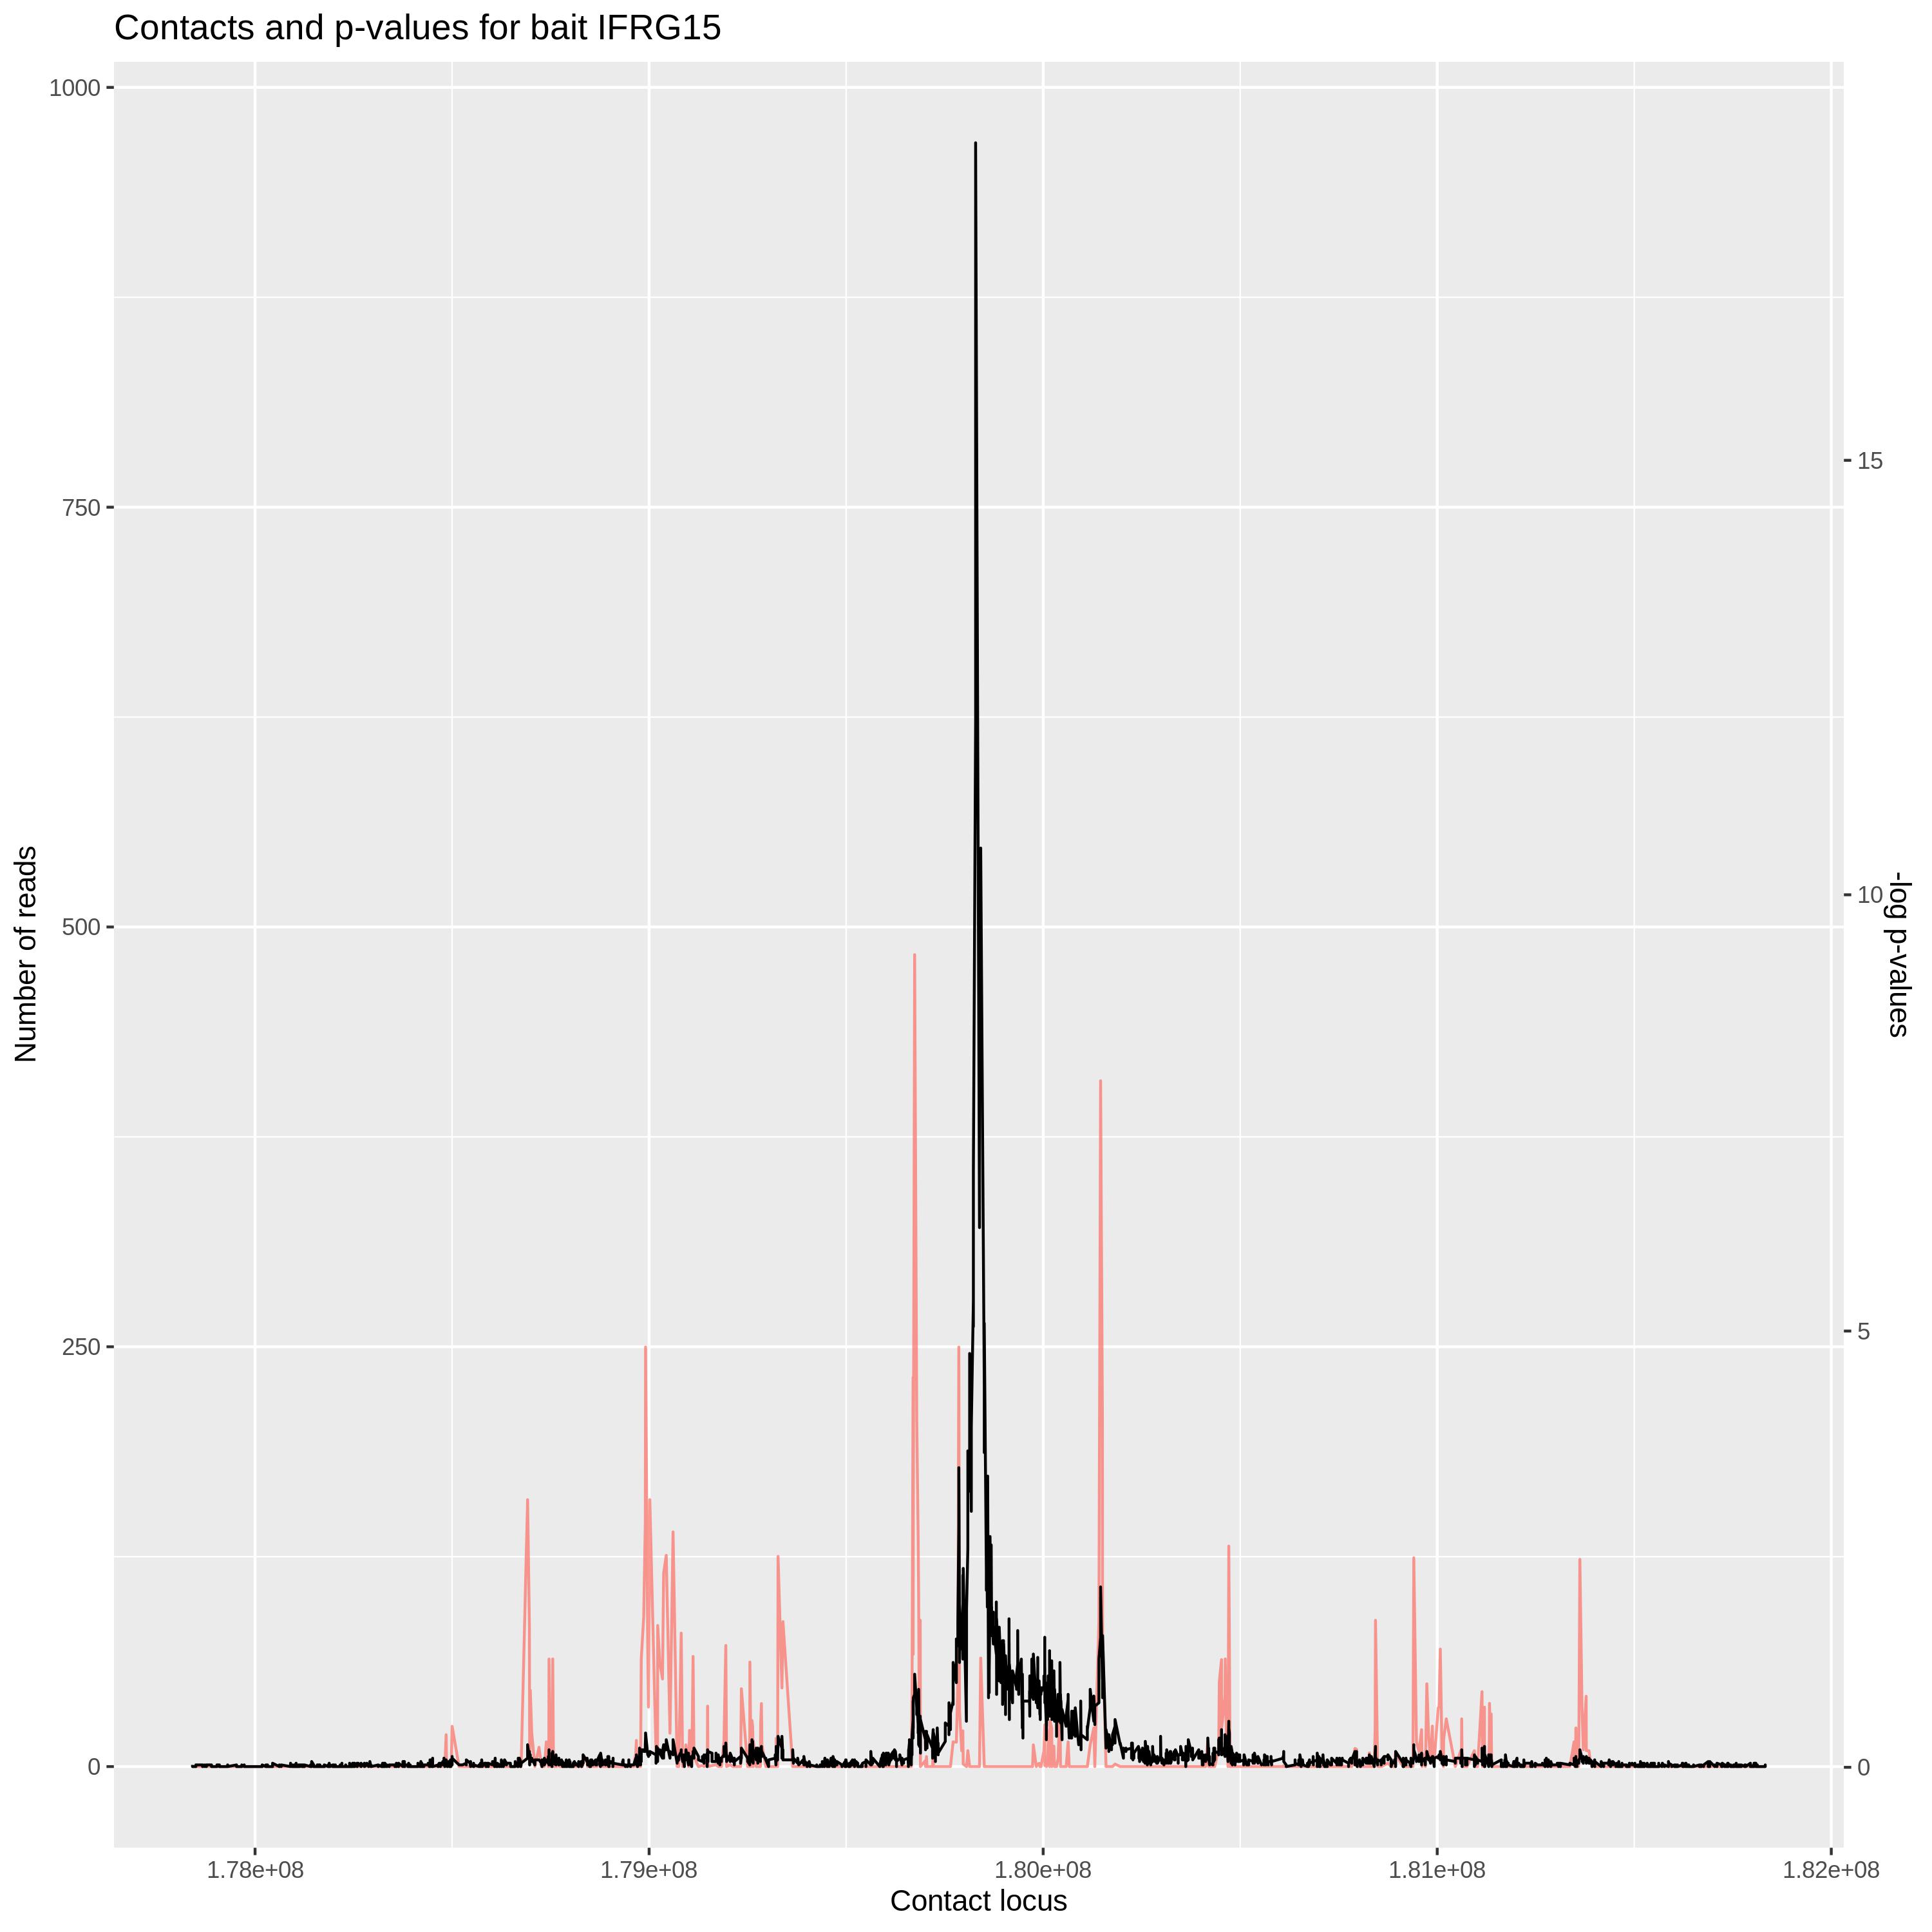 Contacts and p-values for bait IFRG15
1000
750
500
250
0
Number of reads
15
10
5
0
-log p-values
1.78e+08
1.79e+08
1.80e+08
1.81e+08
1.82e+08
Contact locus